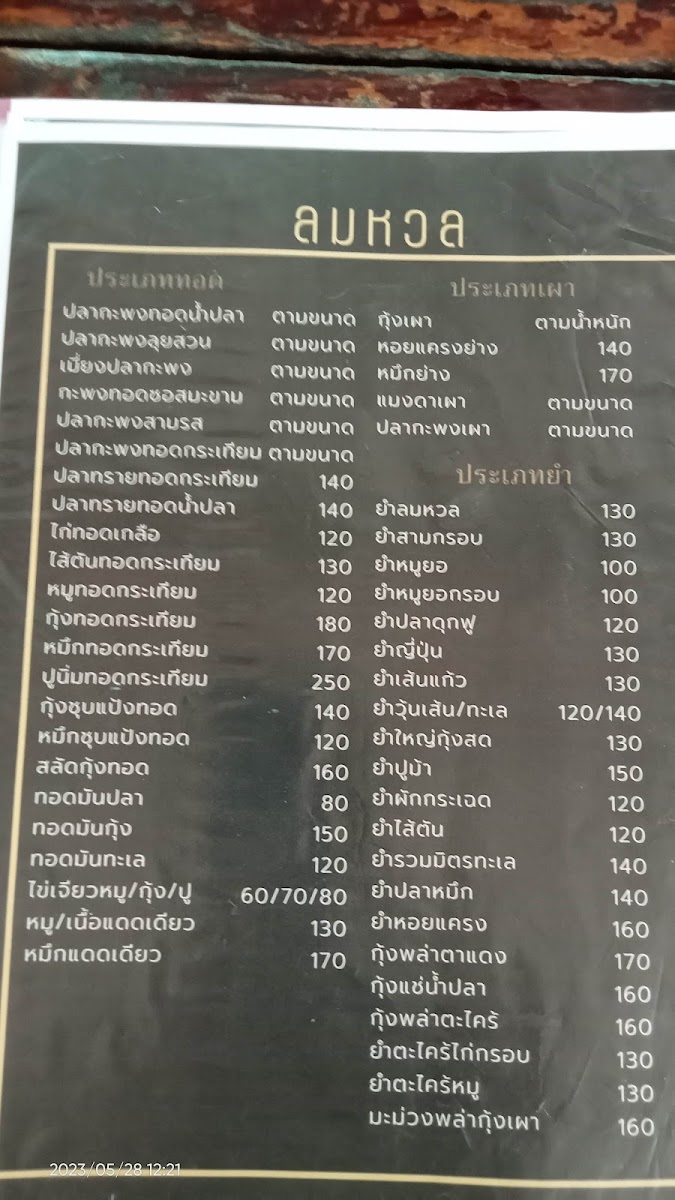 ลมหวล
ประเภททอด
ปลากะพงทอดน้ำปลา ตามขนาด
ปลากะพงลุยสวน ตามขนาด
เมี่ยงปลากะพง ตามขนาด
กะพงทอดซอสมะขาม ตามขนาด
ปลากะพงสามรส ตามขนาด
ปลากะพงทอดกระเทียม ตามขนาด
ปลาทรายทอดกระเทียม 140
ปลาทรายทอดน้ำปลา 140
ไก่ทอดเกลือ 120
ไส้ตันทอดกระเทียม 130
หมูทอดกระเทียม 120
กุ้งทอดกระเทียม 180
หมึกทอดกระเทียม 170
ปูนิ่มทอดกระเทียม 250
กุ้งชุบแป้งทอด 140
หมึกชุบแป้งทอด 120
สลัดกุ้งทอด 160
ทอดมันปลา 80
ทอดมันกุ้ง 150
ทอดมันทะเล 120
ไข่เจียวหมู/กุ้ง/ปู 60/70/80
หมู/เนื้อแดดเดียว 130
หมึกแดดเดียว 170
ประเภทเผา
กุ้งเผา ตามน้ำหนัก
หอยแครงย่าง 140
หมึกย่าง 170
แมงดาเผา ตามขนาด
ปลากะพงเผา ตามขนาด
ประเภทยำ
ยำลมหวล 130
ยำสามกรอบ 130
ยำหมูยอ 100
ยำหมูยอกรอบ 100
ยำปลาดุกฟู 120
ยำญี่ปุ่น 130
ยำเส้นแก้ว 130
ยำวุ้นเส้น/ทะเล 120/140
ยำใหญ่กุ้งสด 130
ยำปูม้า 150
ยำผักกระเฉด 120
ยำไส้ตัน 120
ยำรวมมิตรทะเล 140
ยำปลาหมึก 140
ยำหอยแครง 160
กุ้งพล่าตาแดง 170
กุ้งแช่น้ำปลา 160
กุ้งพล่าตะไคร้ 160
ยำตะไคร้ไก่กรอบ 130
ยำตะไคร้หมู 130
มะม่วงพล่ากุ้งเผา 160
2023/05/28 12:21